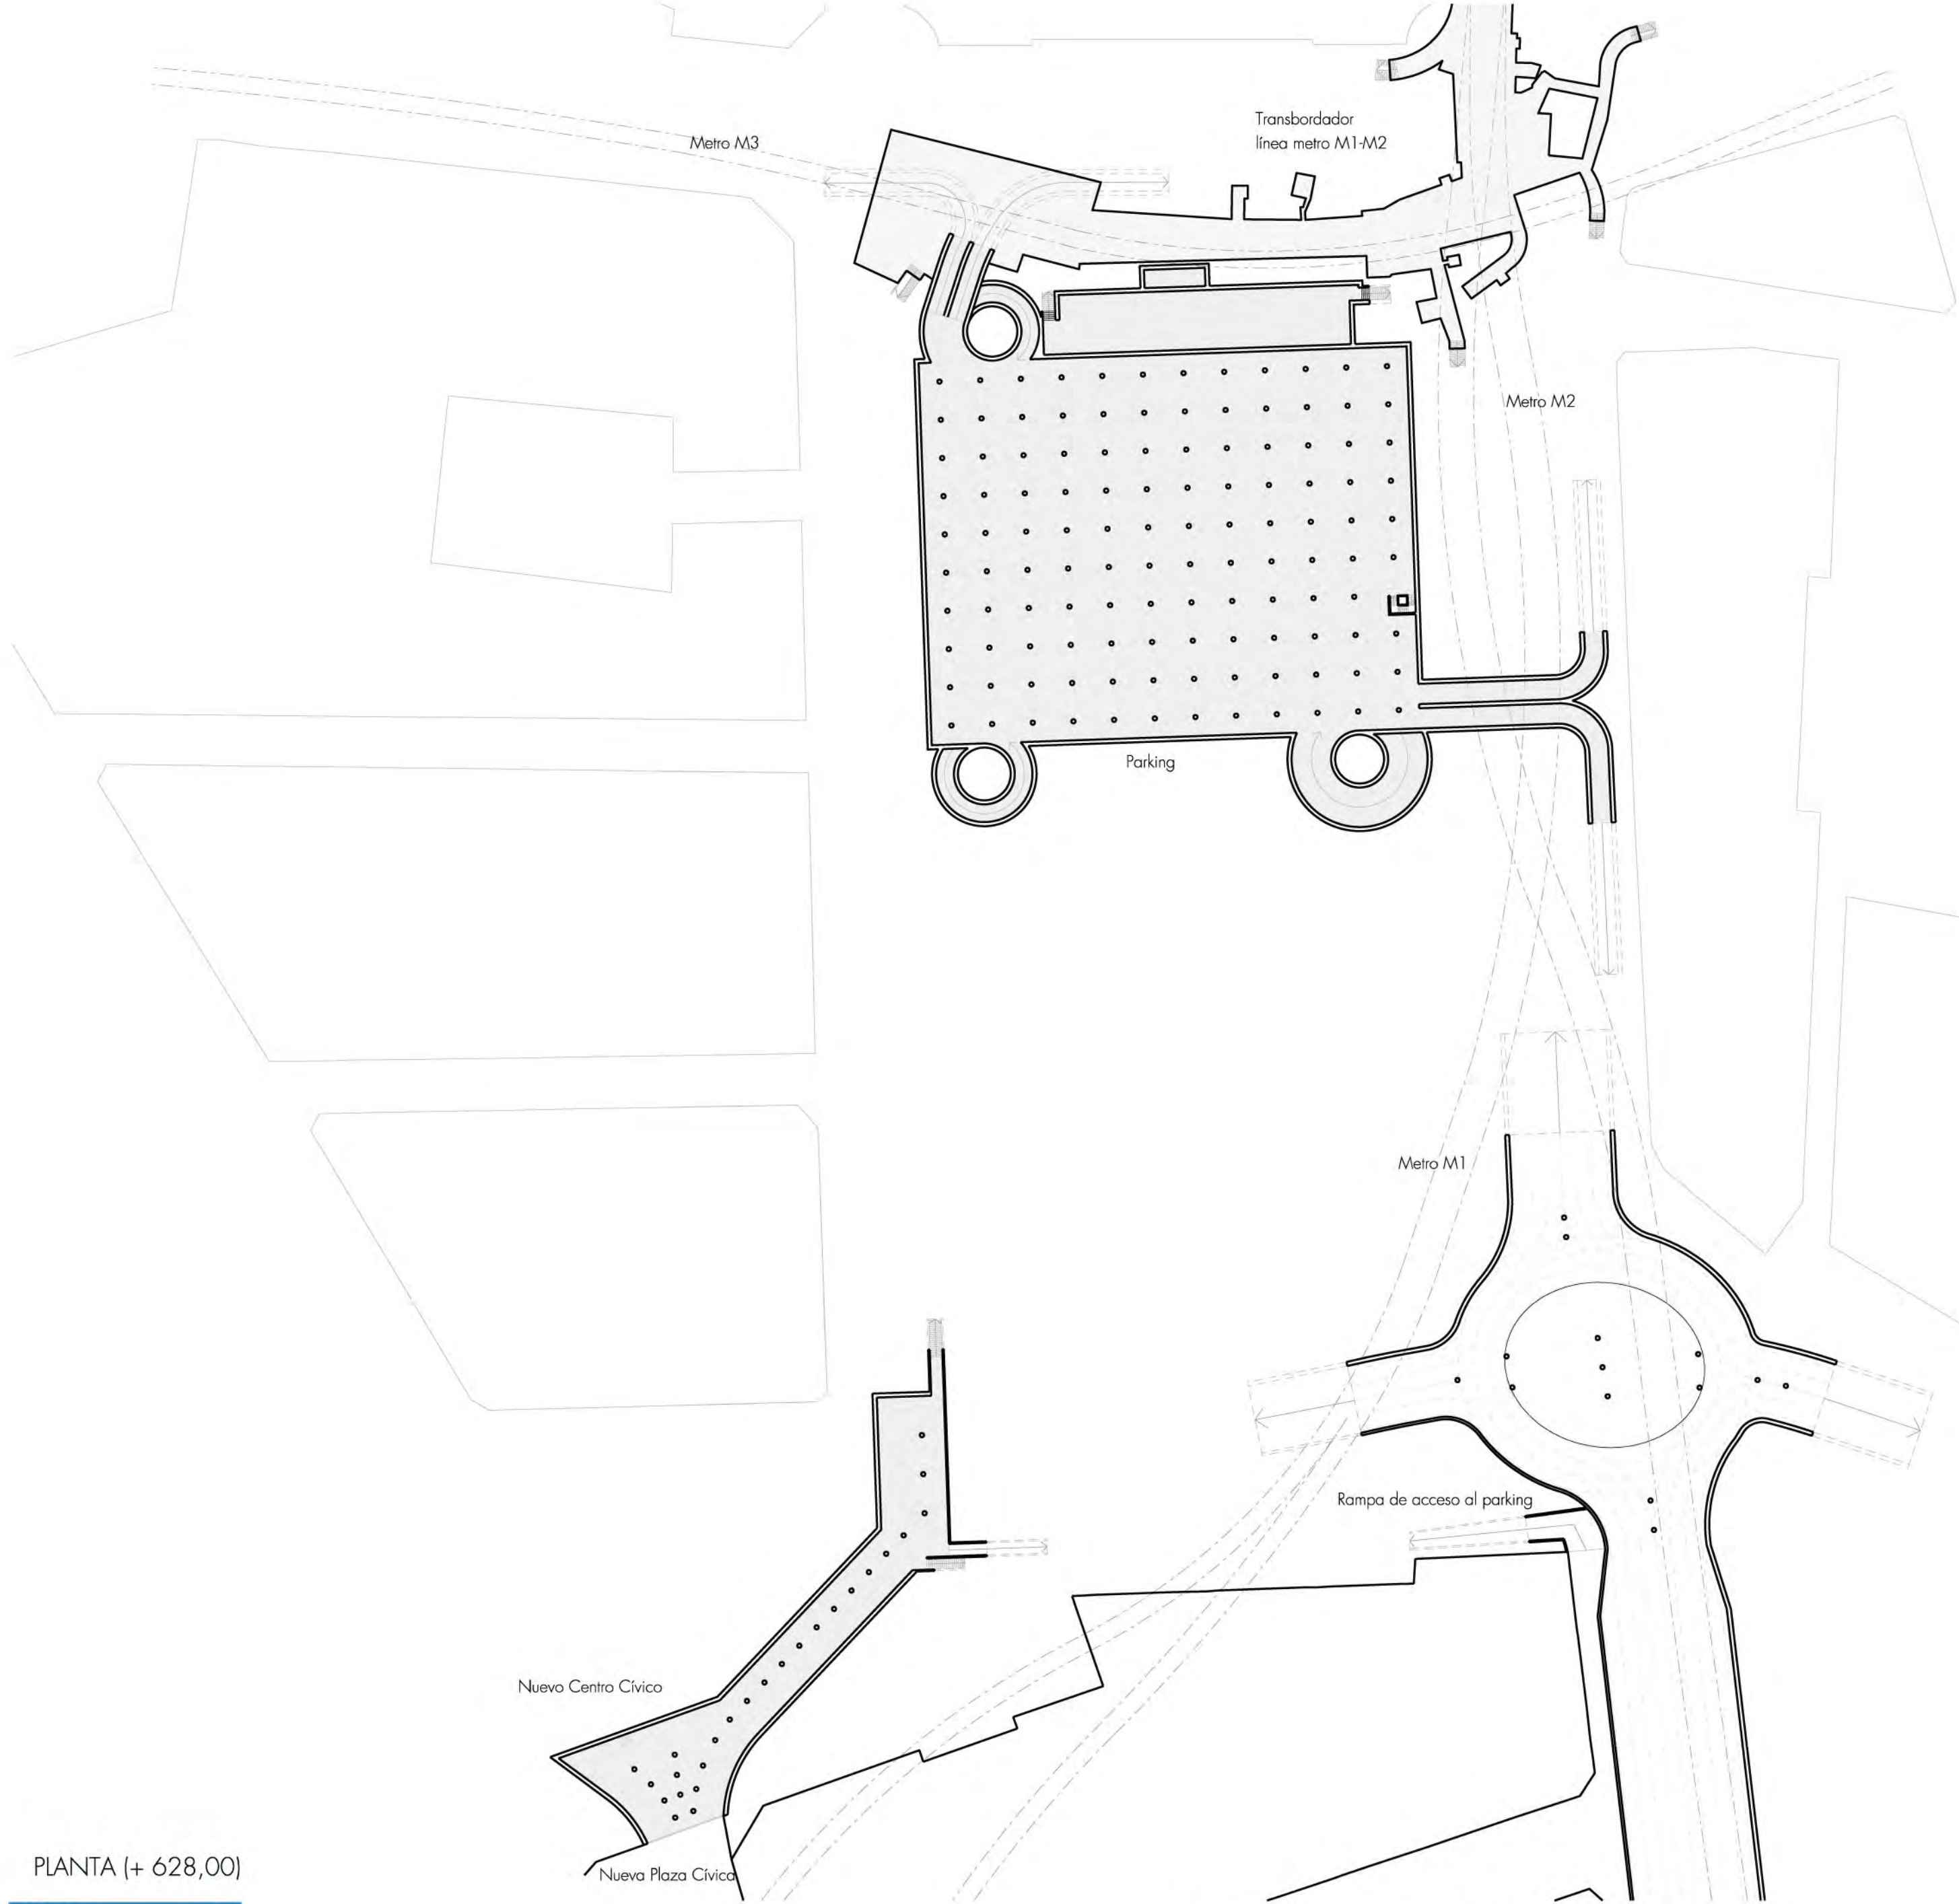 Transbordador
línea metro M1-M2
Metro M3
Metro M2
Parking
Metro M1
Rampa de acceso al parking
Nuevo Centro Cívico
Nueva Plaza Cívica
PLANTA (+ 628,00)